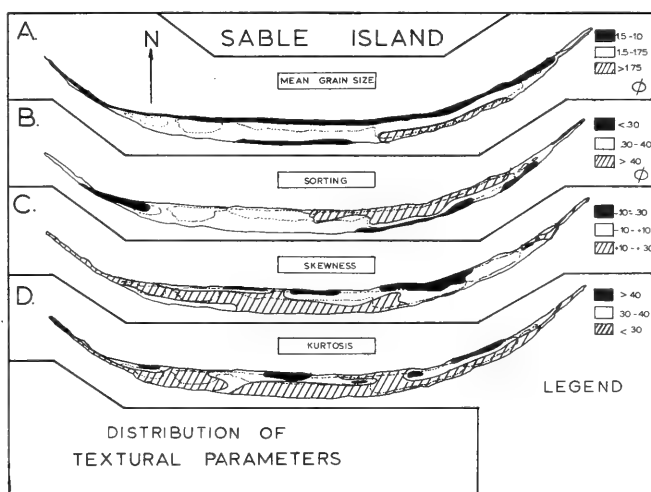 A.
N
SABLE ISLAND
MEAN GRAIN SIZE
1.5-1.0
1.5-1.75
>1.75
Φ
B.
SORTING
<.30
.30-.40
>.40
Φ
C.
SKEWNESS
-.10-.30
-.10-+.10
+.10-+.30
D.
KURTOSIS
>.40
.30-.40
<.30
LEGEND
DISTRIBUTION OF
TEXTURAL PARAMETERS